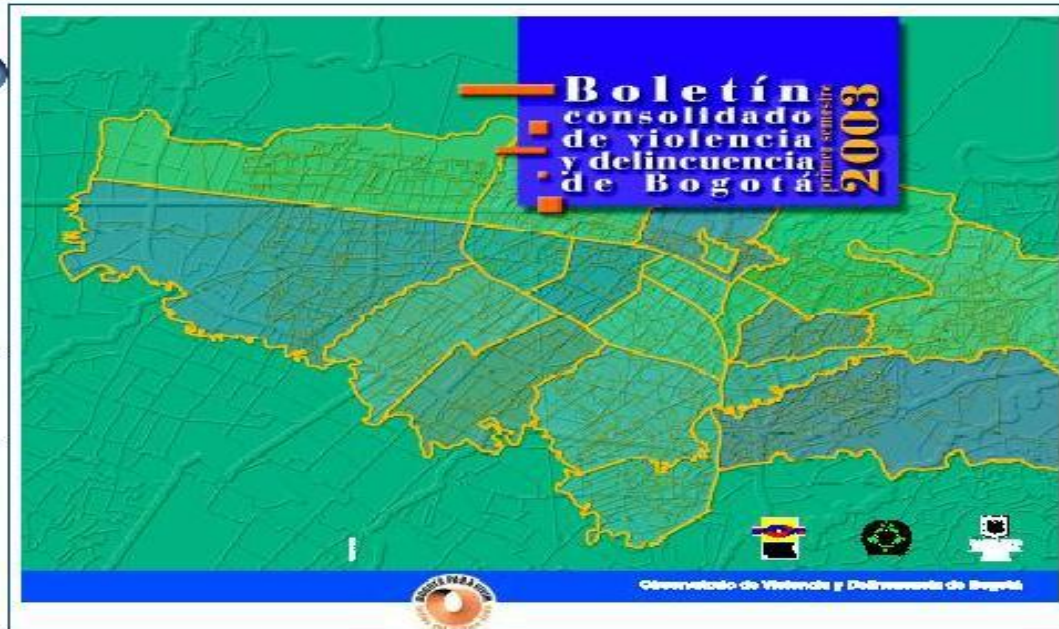 Boletín
consolidado
de violencia
y delincuencia
de Bogotá
primer semestre
2003
Observatorio de Violencia y Delincuencia de Bogotá